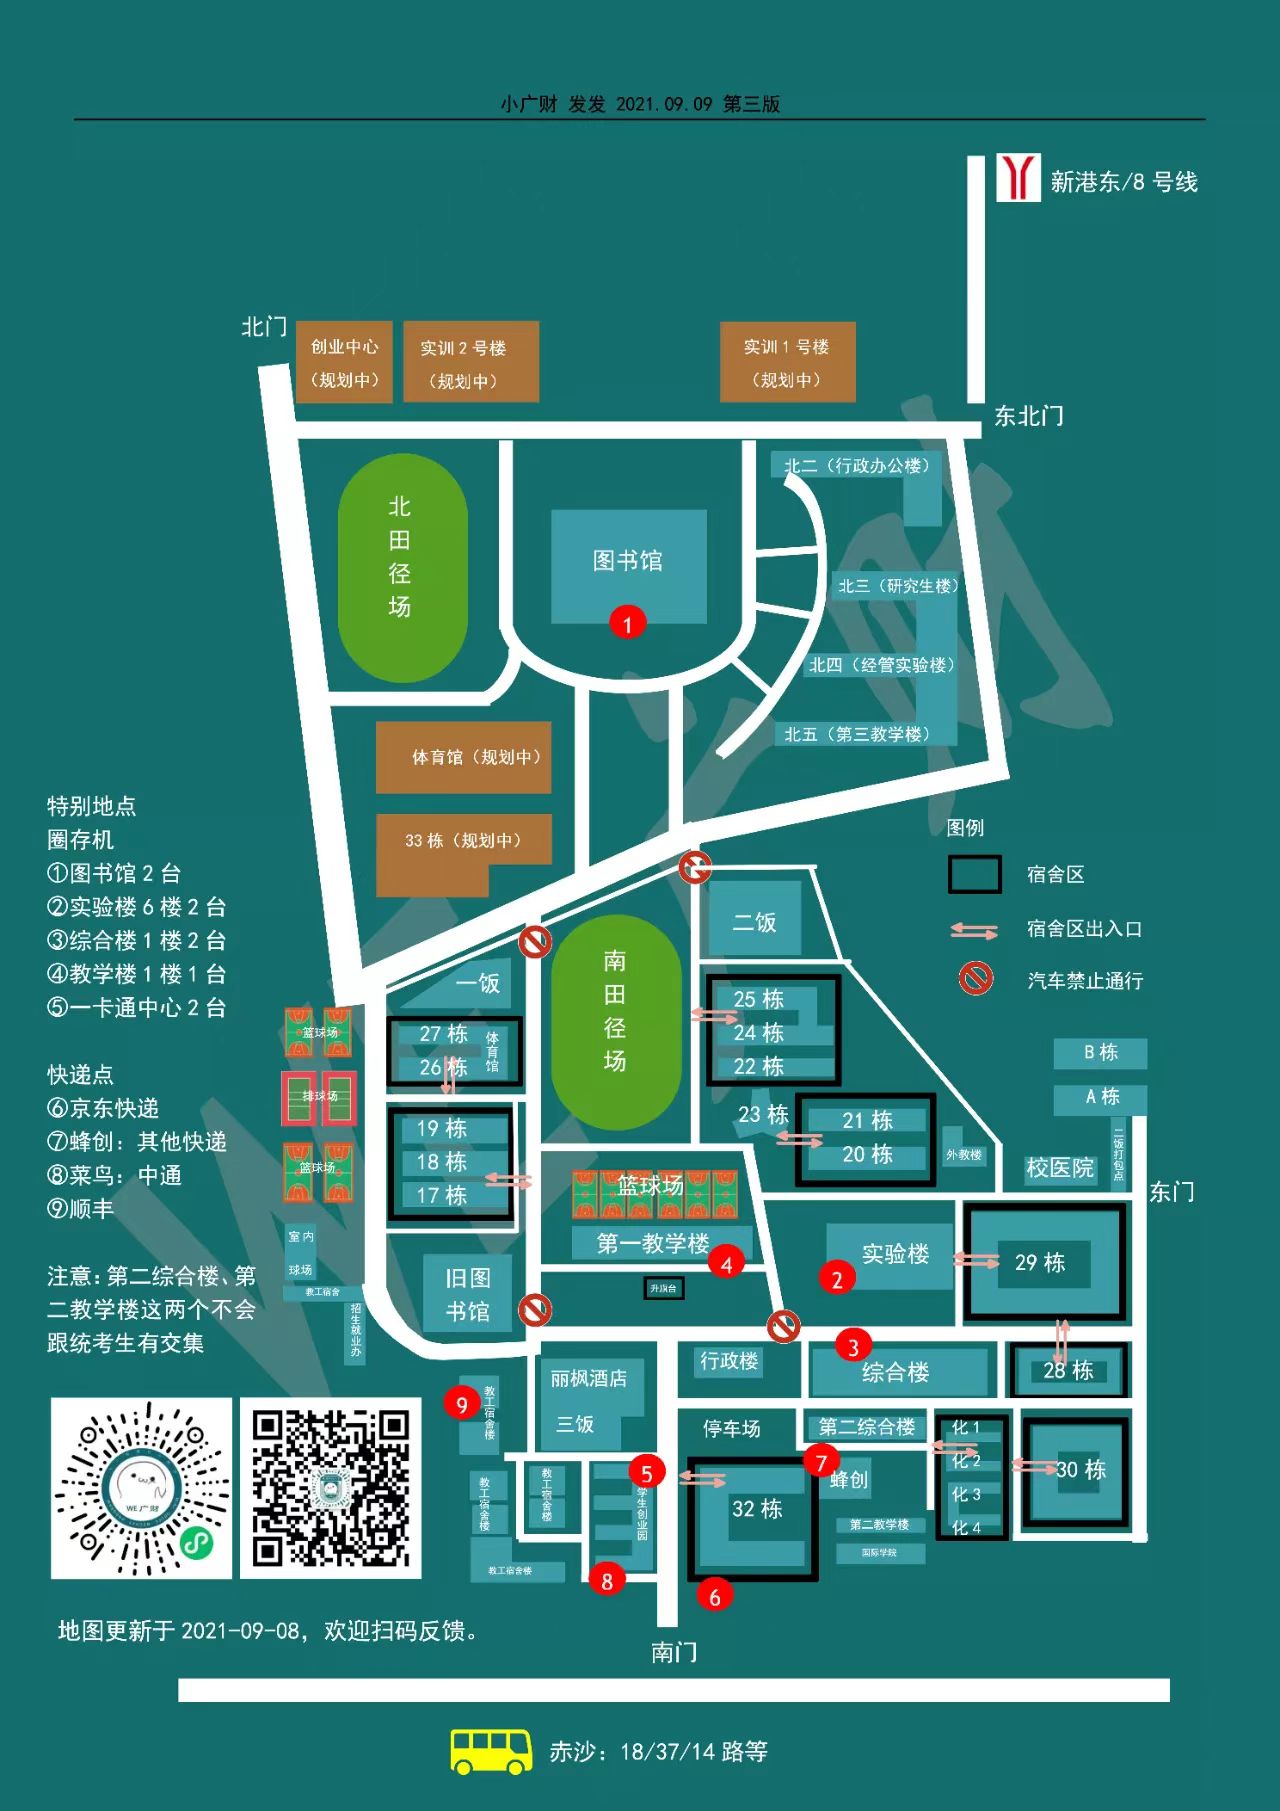 小广财 发发 2021.09.09 第三版
新港东/8 号线
北门
东北门
创业中心
（规划中）
实训 2 号楼
（规划中）
实训 1 号楼
（规划中）
北田径场
图书馆
1
北二（行政办公楼）
北三（研究生楼）
北四（经管实验楼）
北五（第三教学楼）
体育馆（规划中）
33 栋（规划中）
特别地点
圈存机
①图书馆 2 台
②实验楼 6 楼 2 台
③综合楼 1 楼 2 台
④教学楼 1 楼 1 台
⑤一卡通中心 2 台
快递点
⑥京东快递
⑦蜂创：其他快递
⑧菜鸟：中通
⑨顺丰
注意：第二综合楼、第
二教学楼这两个不会
跟统考生有交集
图例
宿舍区
宿舍区出入口
汽车禁止通行
二饭
一饭
南田径场
25 栋
24 栋
22 栋
27 栋
26 栋
体育馆
篮球场
排球场
篮球场
19 栋
18 栋
17 栋
23 栋
21 栋
20 栋
外教楼
B 栋
A 栋
二饭打包点
校医院
东门
篮球场
第一教学楼
4
升旗台
实验楼
2
29 栋
室内
球场
教工宿舍
招生就业办
旧图
书馆
行政楼
3
综合楼
28 栋
丽枫酒店
三饭
9
教工宿舍楼
停车场
第二综合楼
化 1
化 2
化 3
化 4
30 栋
教工宿舍楼
教工宿舍楼
5
学生创业园
32 栋
7
蜂创
第二教学楼
国际学院
教工宿舍楼
8
6
WE广财
地图更新于 2021-09-08，欢迎扫码反馈。
南门
赤沙：18/37/14 路等